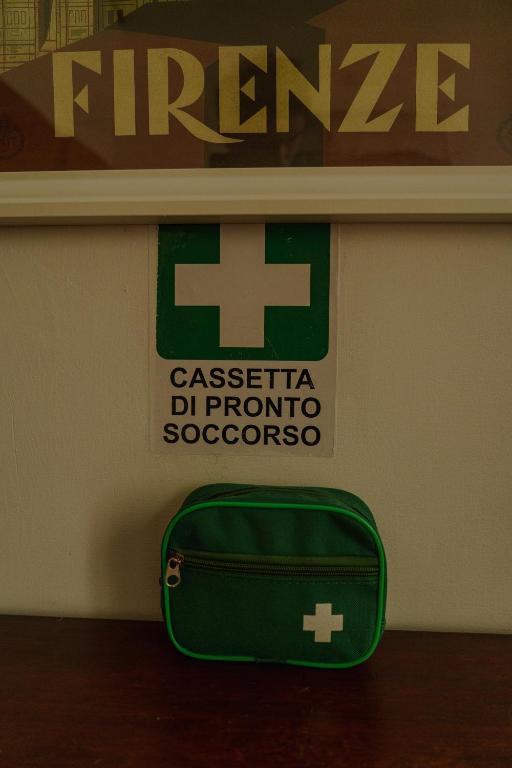 FIRENZE
CASSETTA
DI PRONTO
SOCCORSO